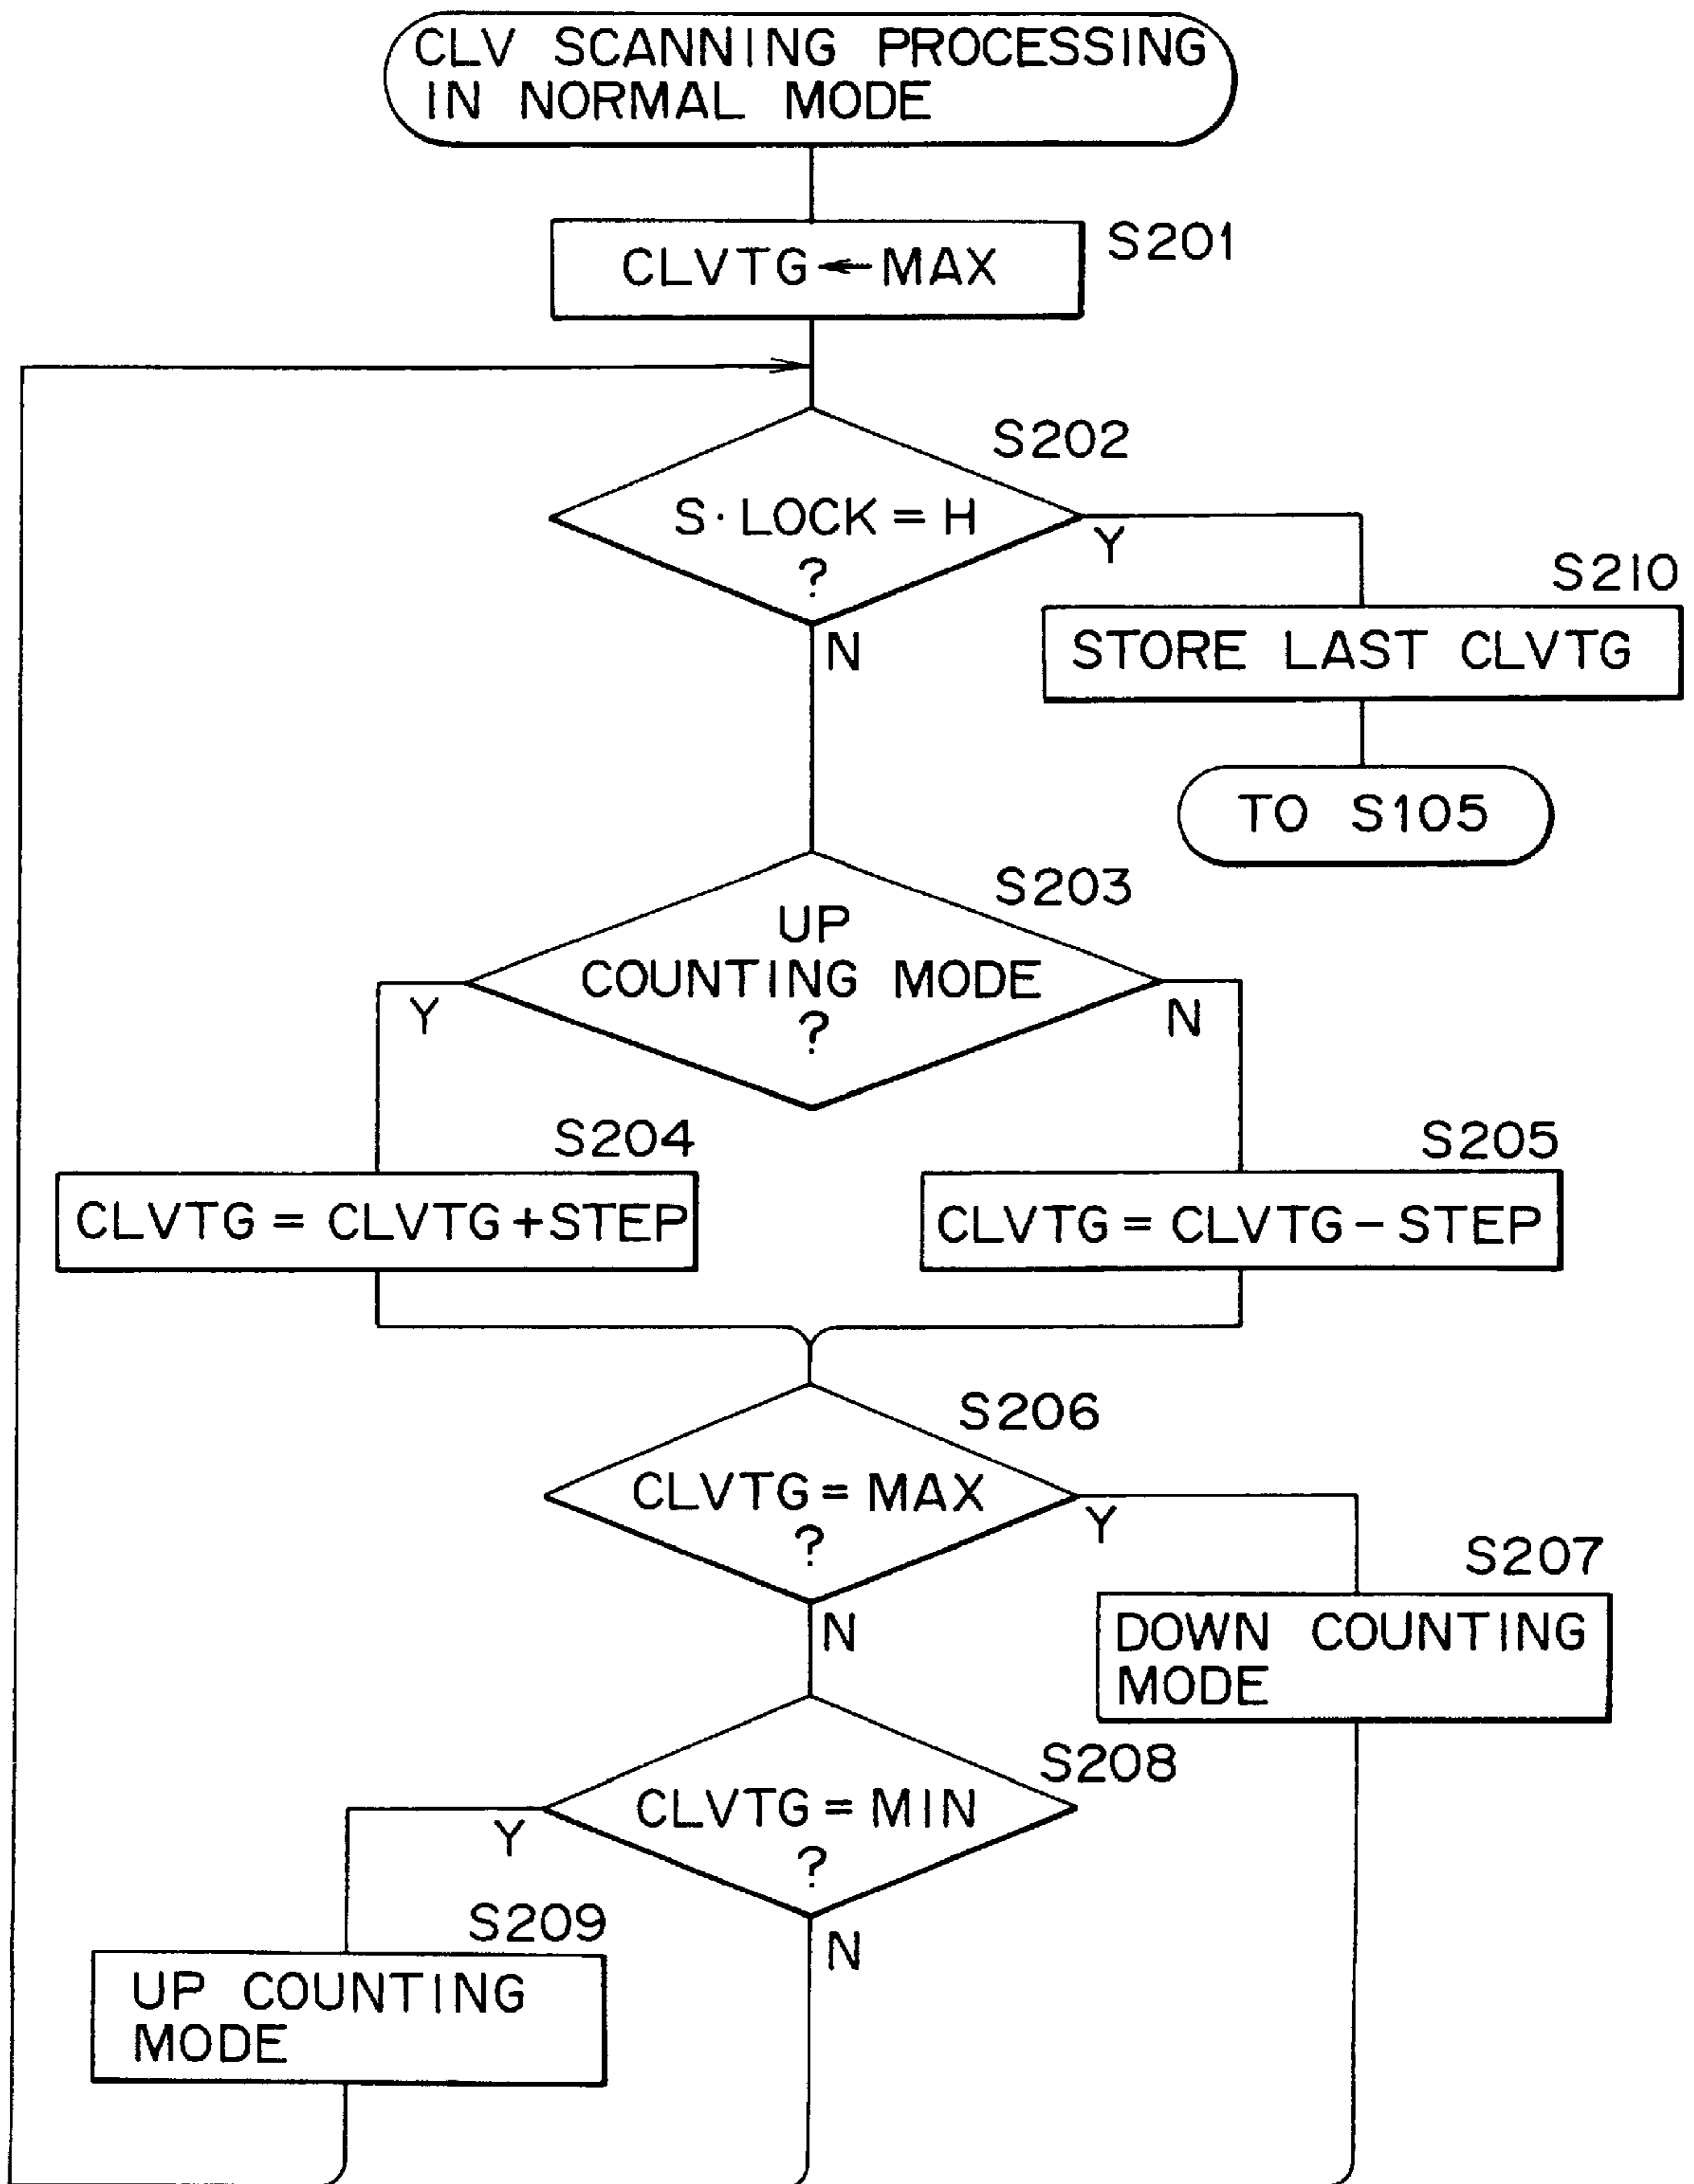 CLV SCANNING PROCESSING
IN NORMAL MODE
S201
CLVTG←MAX
S202
S·LOCK=H
?
Y
N
S210
STORE LAST CLVTG
TO S105
S203
UP
COUNTING MODE
?
Y
N
S204
CLVTG=CLVTG+STEP
S205
CLVTG=CLVTG-STEP
S206
CLVTG=MAX
?
Y
N
S207
DOWN COUNTING
MODE
S208
CLVTG=MIN
?
Y
N
S209
UP COUNTING
MODE